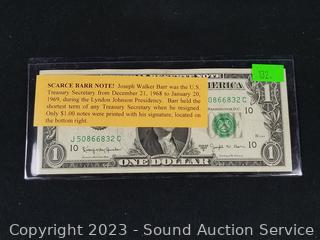 132.
SCARCE BARR NOTE! Joseph Walker Barr was the U.S.
Treasury Secretary from December 21, 1968 to January 20,
1969, during the Lyndon Johnson Presidency. Barr held the
shortest term of any Treasury Secretary when he resigned.
Only $1.00 notes were printed with his signature, located on
the bottom right.
50866832 C
J 50866832 C
10
10
10
ONE DOLLAR
Copyright 2023 - Sound Auction Service